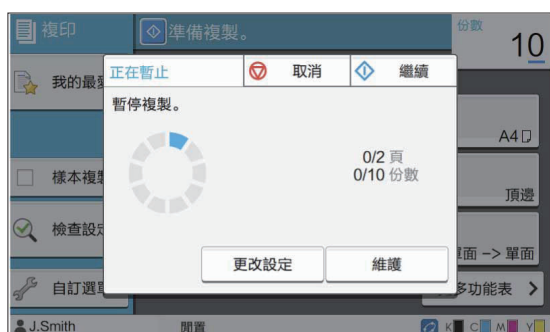 複印
準備複製。
份數
10
我的最
正在暫止
取消
繼續
暫停複製。
0/2 頁
0/10 份數
A4
樣本複
頂邊
檢查設
更改設定
維護
面 -> 單面
自訂選
多功能表
J.Smith
閒置
K C M Y